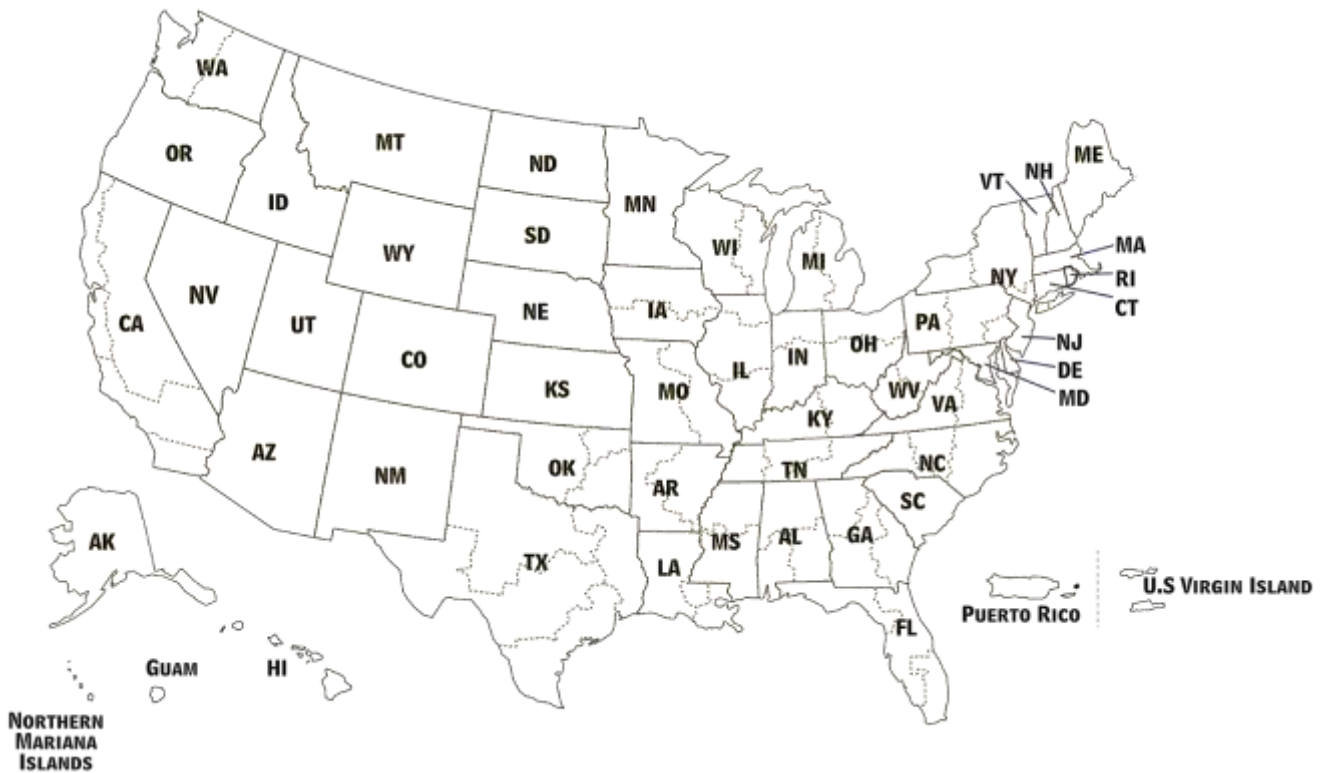 WA
MT
ND
OR
ID
MN
ME
VT
NH
WY
SD
WI
MI
NY
MA
RI
CT
NV
CA
UT
NE
IA
PA
NJ
DE
MD
CO
KS
MO
IL
IN
OH
WV
VA
KY
AZ
NM
OK
AR
TN
NC
SC
AK
TX
LA
MS
AL
GA
FL
PUERTO RICO
U.S VIRGIN ISLAND
GUAM
HI
NORTHERN
MARIANA
ISLANDS